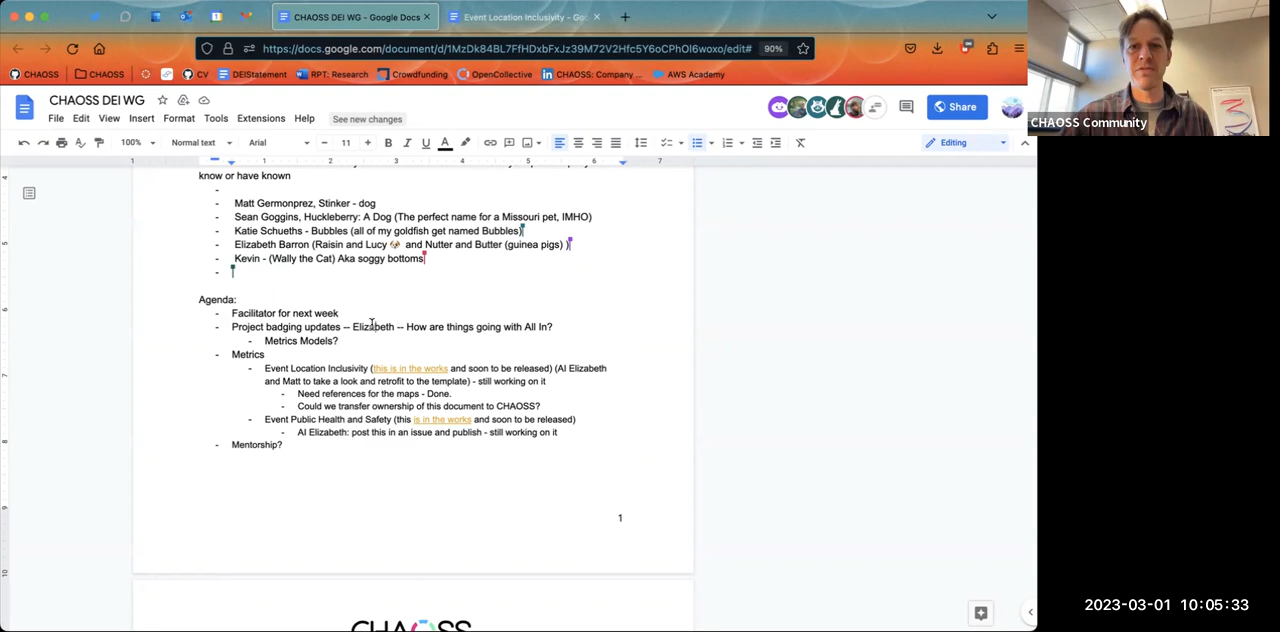 CHAOSS DEI WG - Google Docs
Event Location Inclusivity - Goo
https://docs.google.com/document/d/1MzDk84BL7FfHDxbFxJz39M72V2Hfc5Y6oCPhOI6woxo/edit#
90%
CHAOSS
CHAOSS
CV
DEIStatement
RPT: Research
Crowdfunding
OpenCollective
CHAOSS: Company ...
AWS Academy
CHAOSS DEI WG
File Edit View Insert Format Tools Extensions Help
See new changes
Share
CHAOSS Community
100%
Normal text
Arial
11
Editing
know or have known
-
- Matt Germonprez, Stinker - dog
- Sean Goggins, Huckleberry: A Dog (The perfect name for a Missouri pet, IMHO)
- Katie Schueths - Bubbles (all of my goldfish get named Bubbles)
- Elizabeth Barron (Raisin and Lucy 🐶 and Nutter and Butter (guinea pigs) )
- Kevin - (Wally the Cat) Aka soggy bottoms
-
Agenda:
- Facilitator for next week
- Project badging updates -- Elizabeth -- How are things going with All In?
- Metrics Models?
- Metrics
- Event Location Inclusivity (this is in the works and soon to be released) (AI Elizabeth
and Matt to take a look and retrofit to the template) - still working on it
- Need references for the maps - Done.
- Could we transfer ownership of this document to CHAOSS?
- Event Public Health and Safety (this is in the works and soon to be released)
- AI Elizabeth: post this in an issue and publish - still working on it
- Mentorship?
1
CHAOSS
2023-03-01 10:05:33